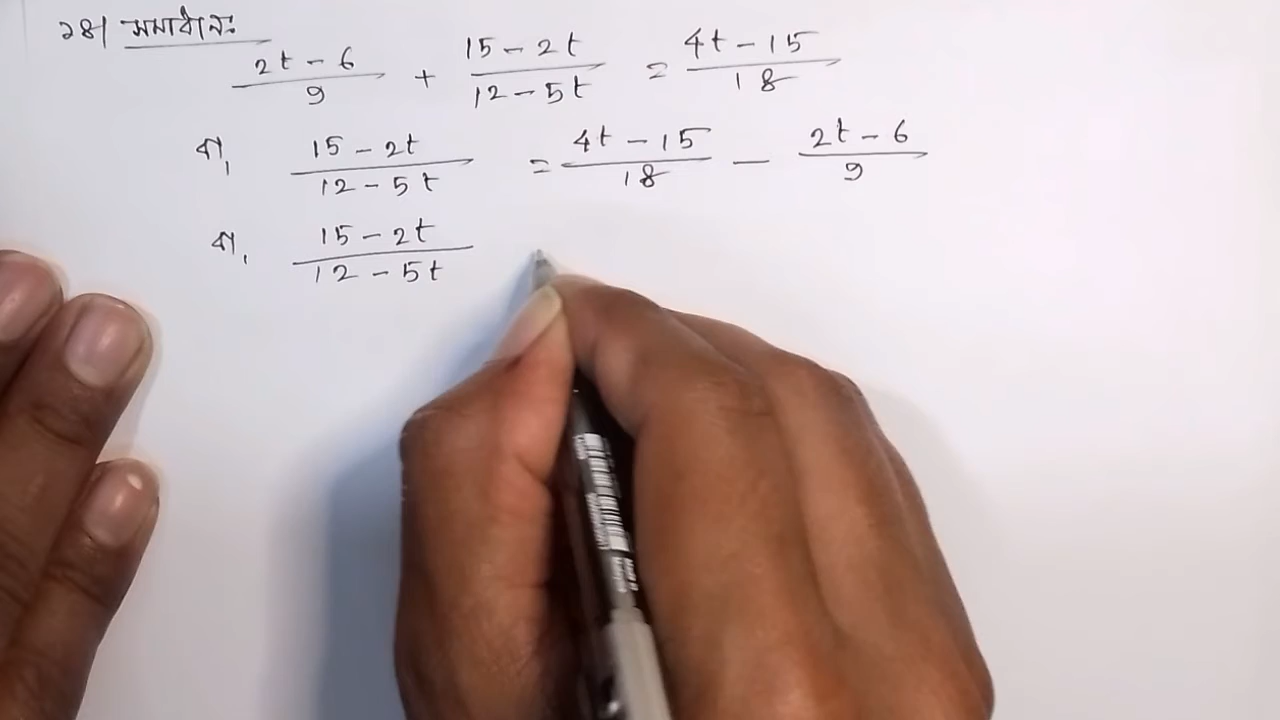 ১৪। সমাধানঃ
(2t - 6)/9 + (15 - 2t)/(12 - 5t) = (4t - 15)/18
বা, (15 - 2t)/(12 - 5t) = (4t - 15)/18 - (2t - 6)/9
বা, (15 - 2t)/(12 - 5t)